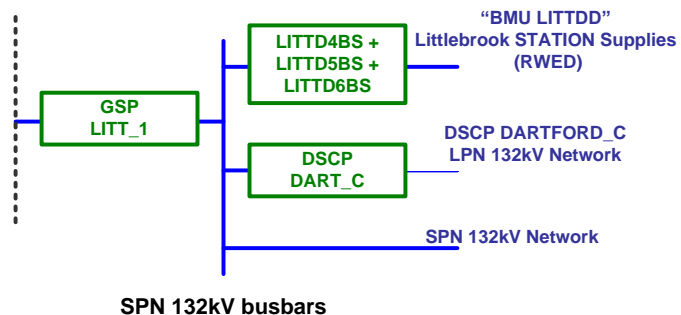 “BMU LITTDD”
Littlebrook STATION Supplies
(RWED)
LITTD4BS +
LITTD5BS +
LITTD6BS
GSP
LITT_1
DSCP DARTFORD_C
LPN 132kV Network
DSCP
DART_C
SPN 132kV Network
SPN 132kV busbars